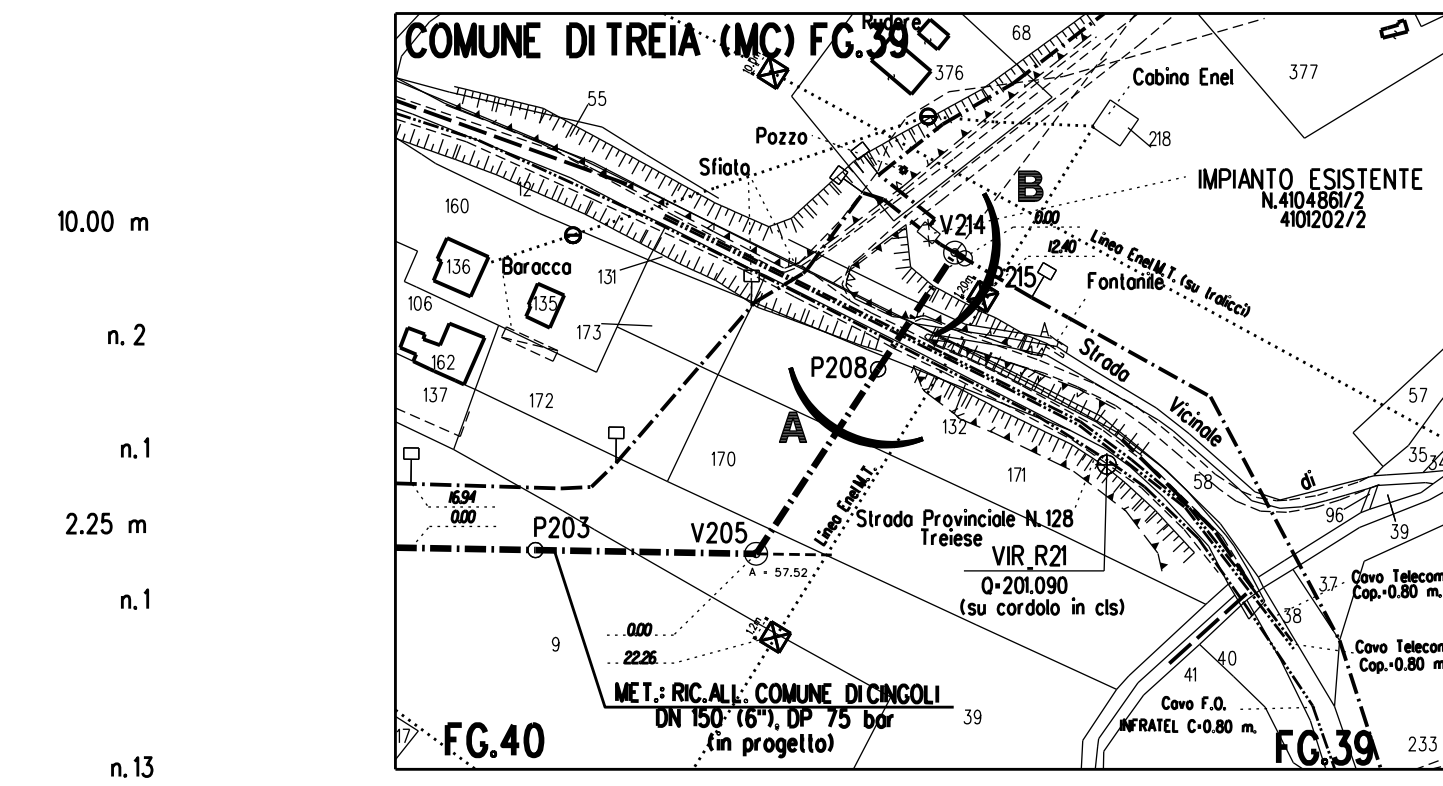 10.00 m
n. 2
n. 1
2.25 m
n. 1
n. 13
COMUNE DI TREIA (MC) FG.39
Rudere
68
376
Cabina Enel
377
55
Pozzo
218
Sfiato
12
160
B
IMPIANTO ESISTENTE
N.4104861/2
4101202/2
0.00
V214
12.40
Linea Enel M.T. (su tralicci)
136
Baracca
131
Fontanile
106
135
173
A
Strada
162
P208
137
172
Vicinale
57
A
132
170
171
35
34
58
di
16.94
0.00
Linea Enel M.T.
96
P203
V205
Strada Provinciale N. 128
Treiese
39
A = 57.52
VIR_R21
Q=201.090
(su cordolo in cls)
37
Cavo Telecom
Cop.=0.80 m.
38
0.00
9
22.26
1.2m
40
41
Cavo Telecom
Cop.=0.80 m
MET.: RIC.ALL. COMUNE DI CINGOLI
DN 150 (6"), DP 75 bar
(in progetto)
39
Cavo F.O.
INFRATEL C=0.80 m.
17
FG.40
FG.39
233